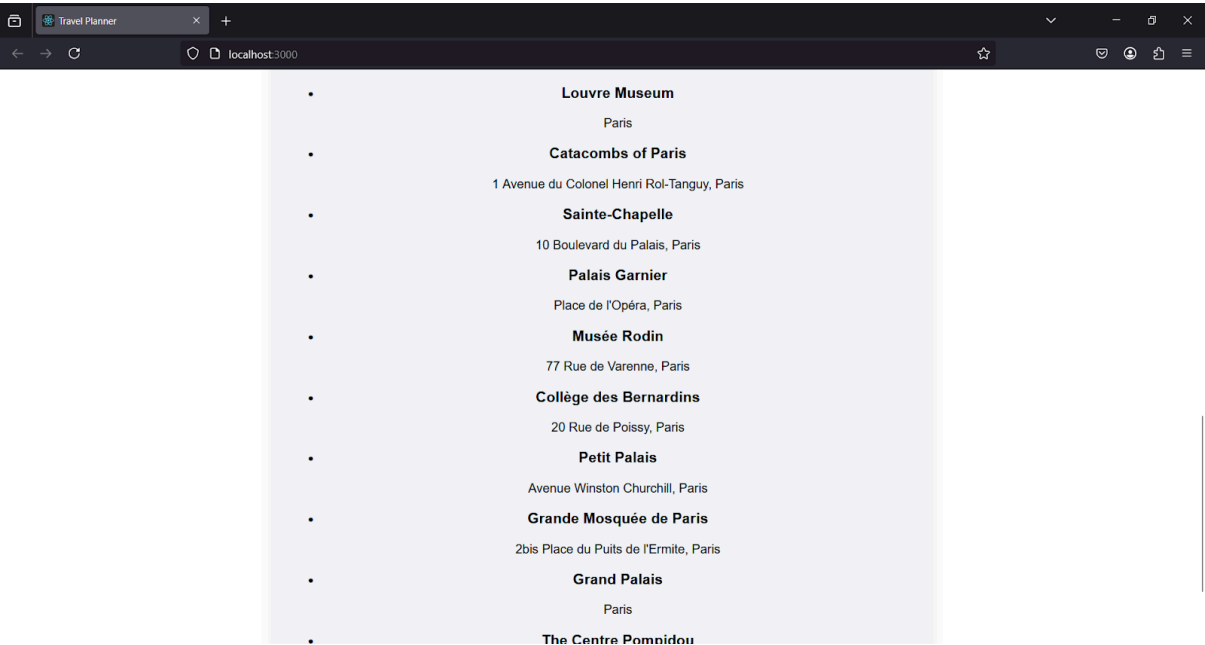 Travel Planner
localhost:3000
Louvre Museum
Paris
Catacombs of Paris
1 Avenue du Colonel Henri Rol-Tanguy, Paris
Sainte-Chapelle
10 Boulevard du Palais, Paris
Palais Garnier
Place de l'Opéra, Paris
Musée Rodin
77 Rue de Varenne, Paris
Collège des Bernardins
20 Rue de Poissy, Paris
Petit Palais
Avenue Winston Churchill, Paris
Grande Mosquée de Paris
2bis Place du Puits de l'Ermite, Paris
Grand Palais
Paris
The Centre Pompidou